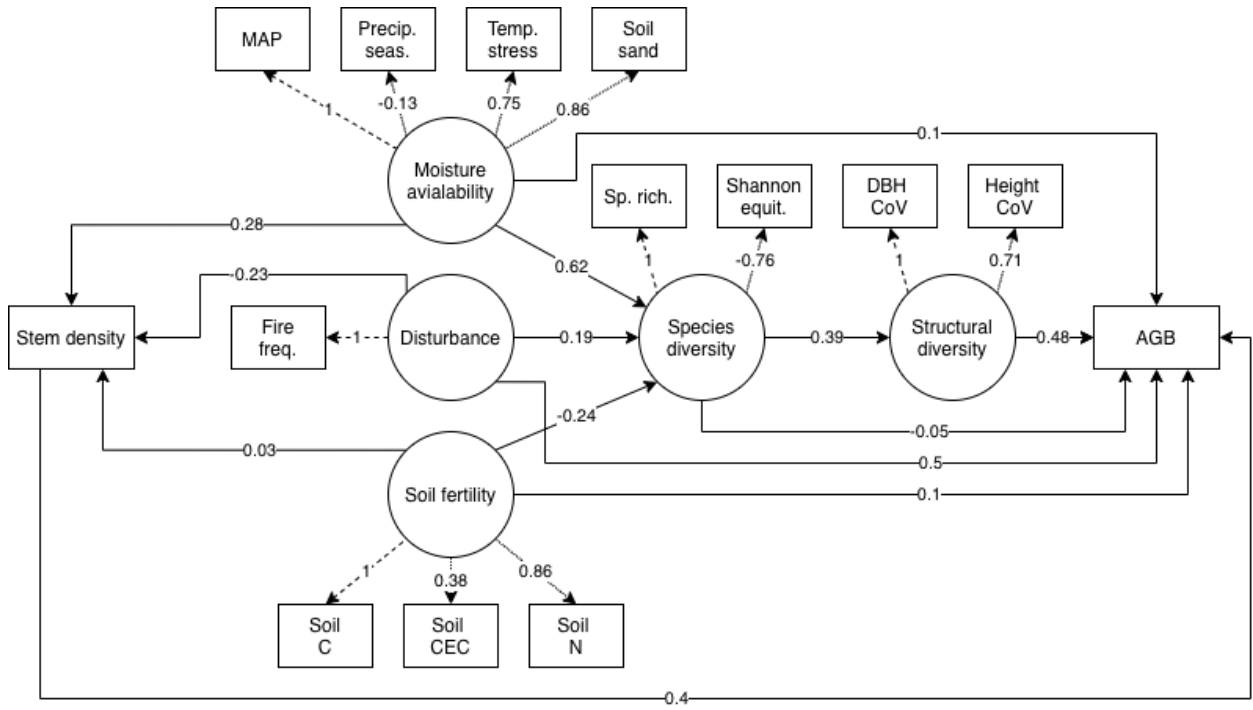 MAP
Precip.
seas.
Temp.
stress
Soil
sand
1
-0.13
0.75
0.86
0.1
Moisture
avialability
Sp. rich.
Shannon
equit.
DBH
CoV
Height
CoV
0.28
0.62
1
-0.76
1
0.71
-0.23
Stem density
Fire
freq.
1
Disturbance
0.19
Species
diversity
0.39
Structural
diversity
0.48
AGB
-0.24
-0.05
0.03
0.5
Soil fertility
0.1
1
0.38
0.86
Soil
C
Soil
CEC
Soil
N
0.4